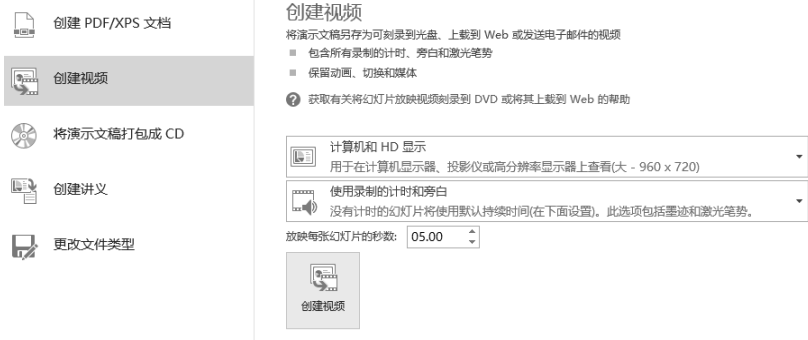 创建 PDF/XPS 文档
创建视频
将演示文稿打包成 CD
创建讲义
更改文件类型
创建视频
将演示文稿另存为可刻录到光盘、上载到 Web 或发送电子邮件的视频
包含所有录制的计时、旁白和激光笔势
保留动画、切换和媒体
获取有关将幻灯片放映视频刻录到 DVD 或将其上载到 Web 的帮助
计算机和 HD 显示
用于在计算机显示器、投影仪或高分辨率显示器上查看(大 - 960 x 720)
使用录制的计时和旁白
没有计时的幻灯片将使用默认持续时间(在下面设置)。此选项包括墨迹和激光笔势。
放映每张幻灯片的秒数: 05.00
创建视频